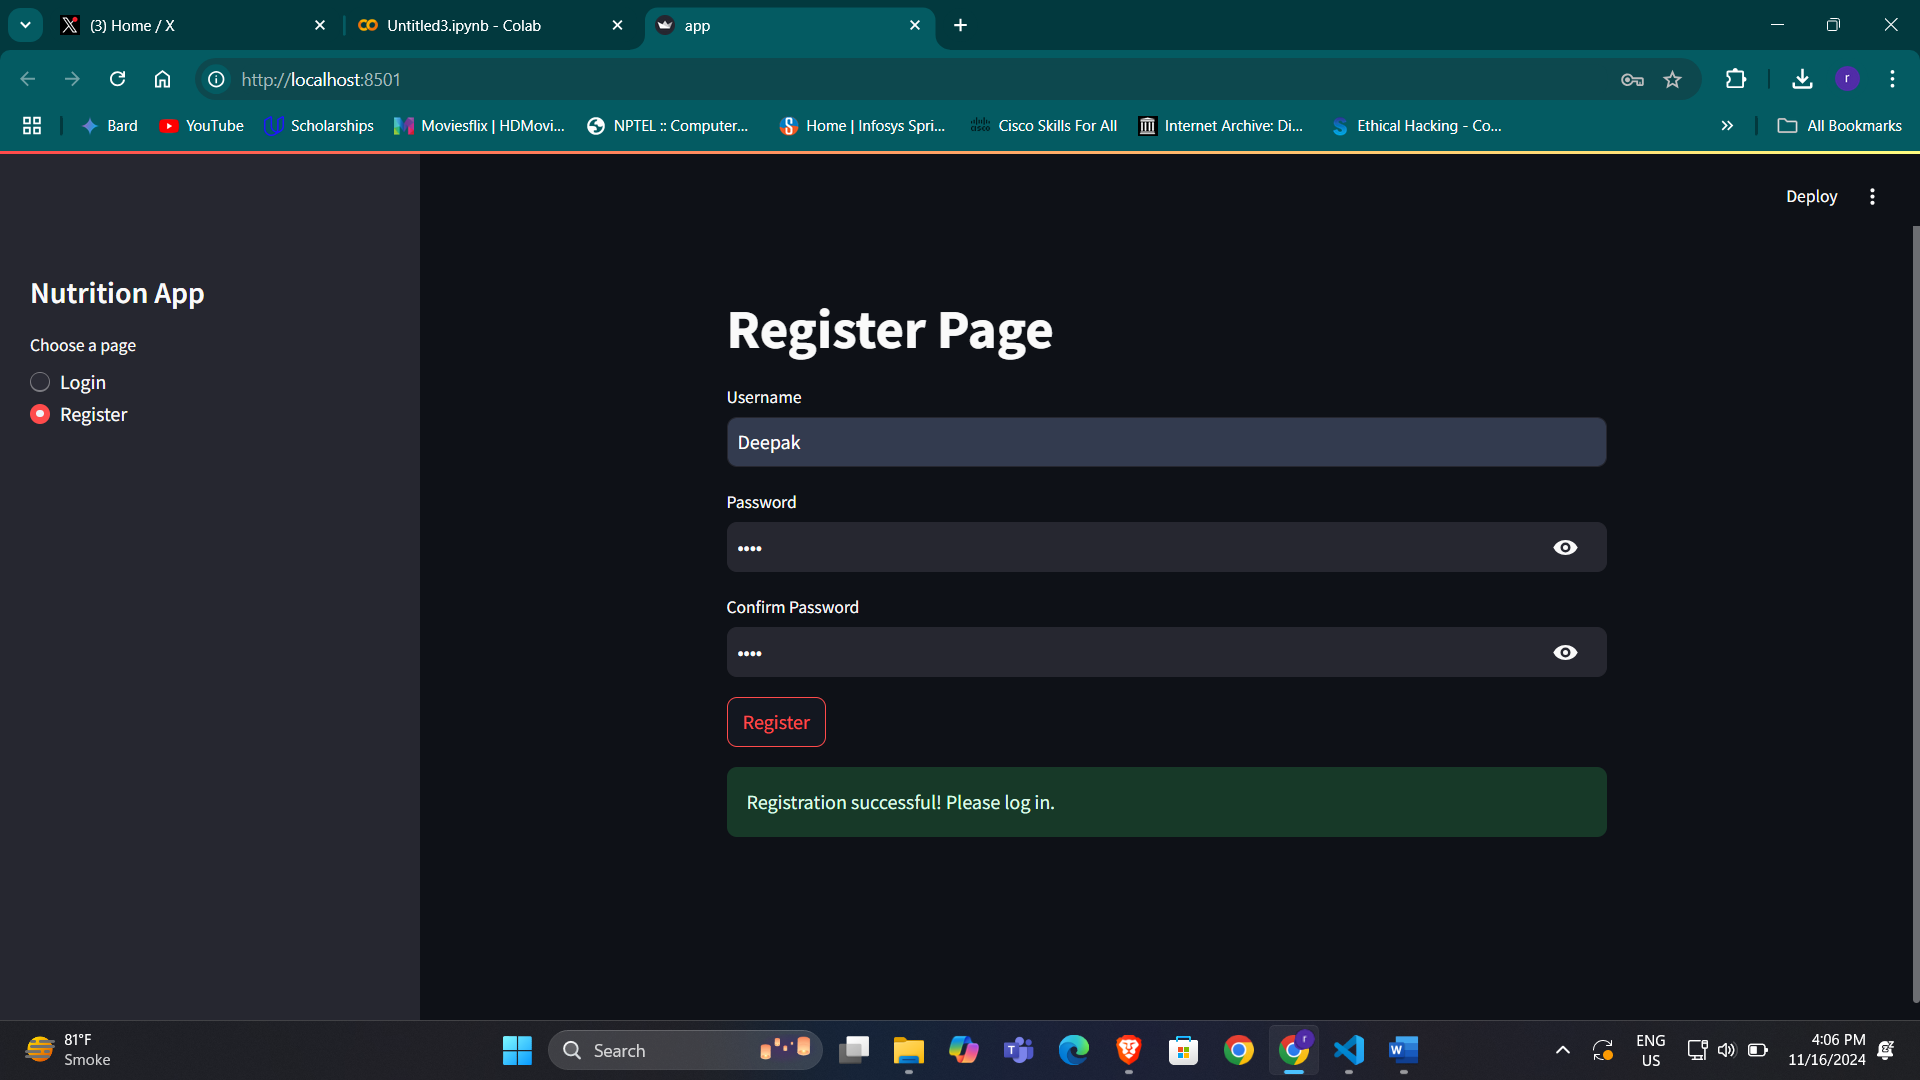 (3) Home / X
Untitled3.ipynb - Colab
app
http://localhost:8501
r
Bard
YouTube
Scholarships
Moviesflix | HDMovi...
NPTEL :: Computer...
Home | Infosys Spri...
Cisco Skills For All
Internet Archive: Di...
Ethical Hacking - Co...
All Bookmarks
Deploy
Nutrition App
Choose a page
Login
Register
Register Page
Username
Deepak
Password
••••
Confirm Password
••••
Register
Registration successful! Please log in.
81°F
Smoke
Search
ENG
US
4:06 PM
11/16/2024